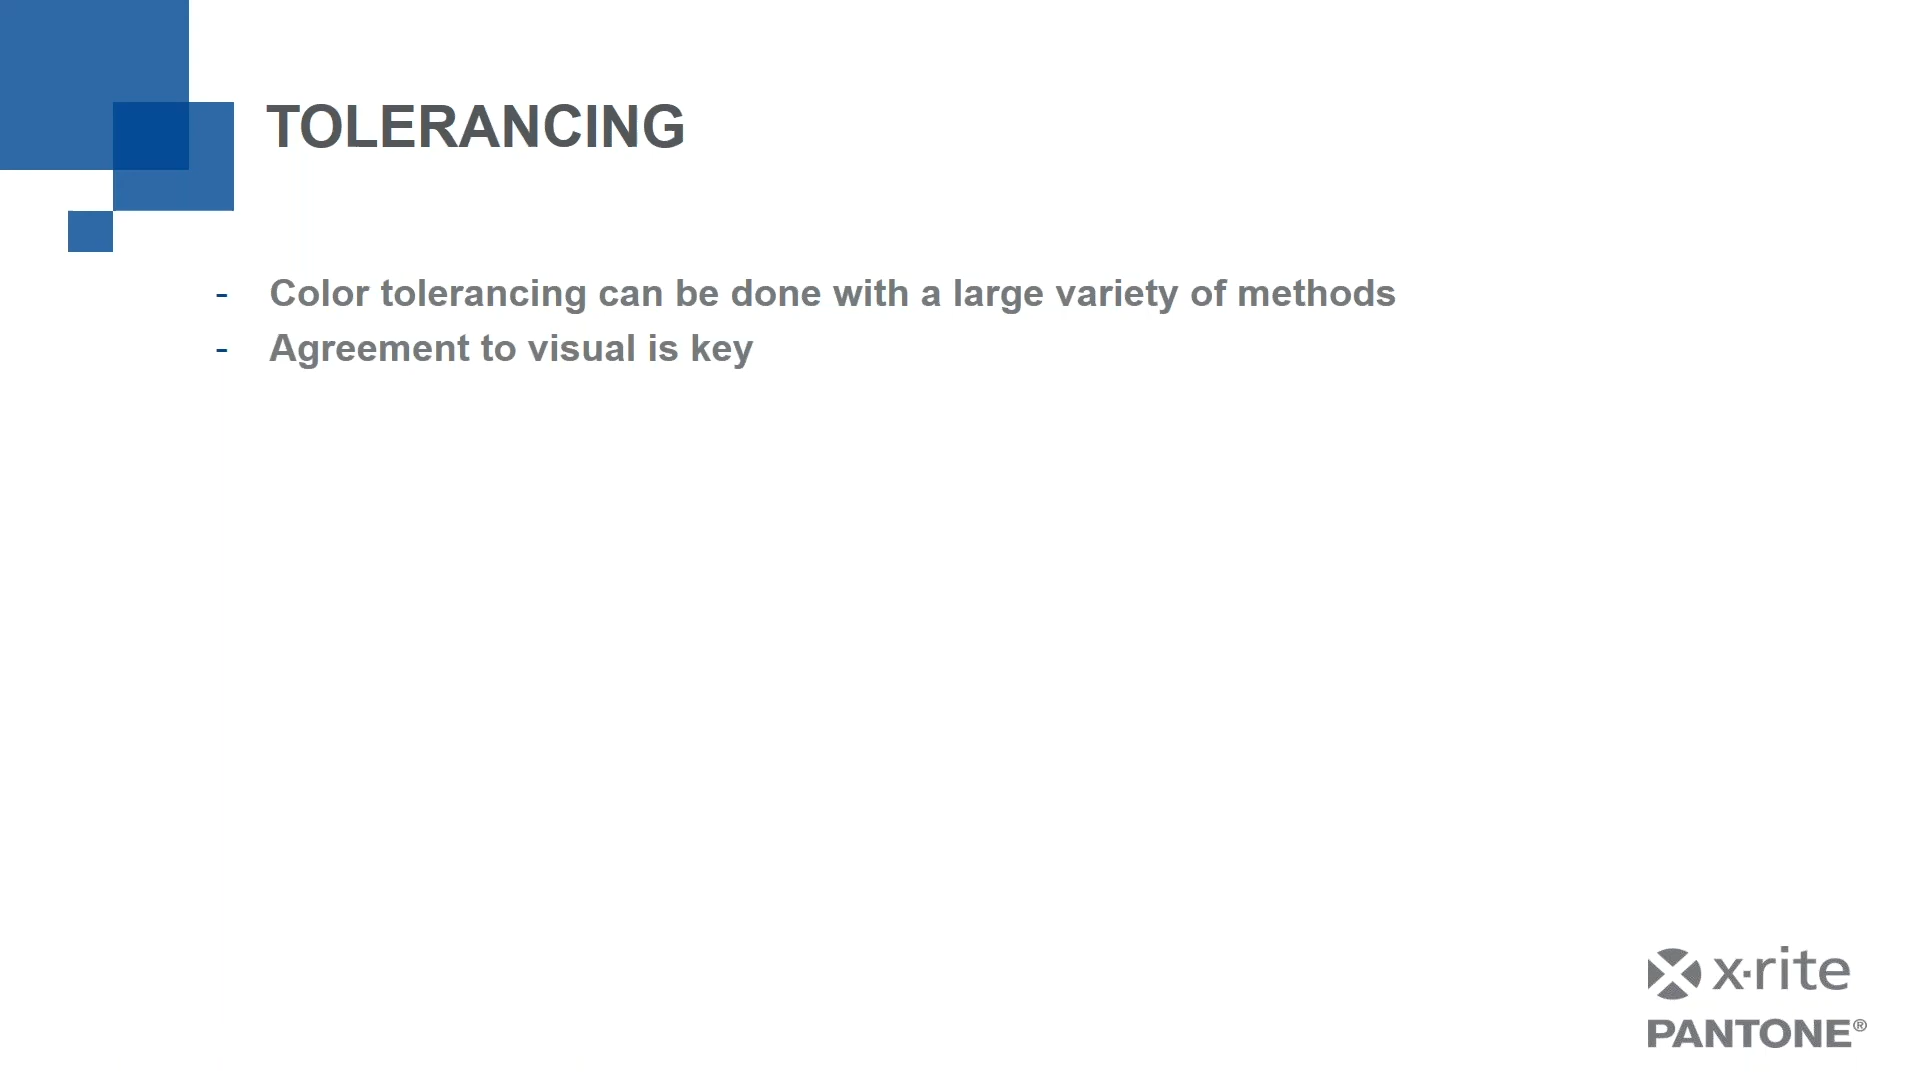 TOLERANCING
- Color tolerancing can be done with a large variety of methods
- Agreement to visual is key
x·rite
PANTONE®